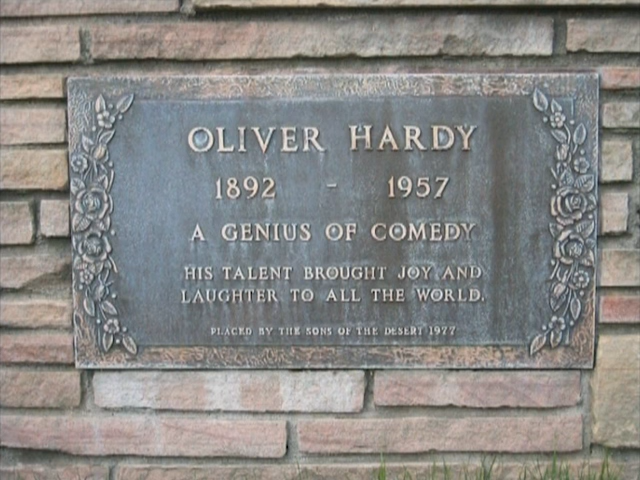 OLIVER HARDY
1892 - 1957
A GENIUS OF COMEDY
HIS TALENT BROUGHT JOY AND
LAUGHTER TO ALL THE WORLD.
PLACED BY THE SONS OF THE DESERT 1977